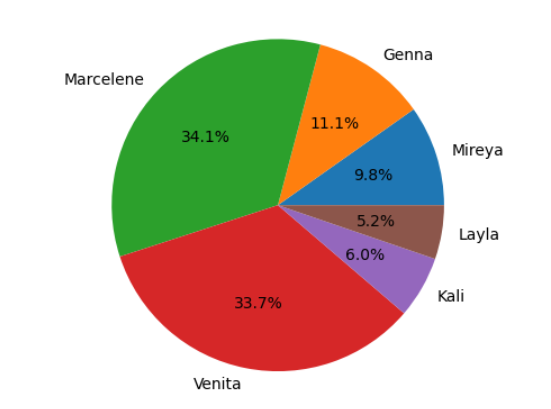 Genna
Marcelene
34.1%
11.1%
Mireya
9.8%
5.2%
Layla
6.0%
Kali
33.7%
Venita